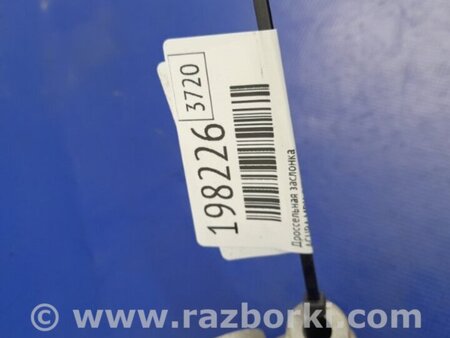 3720
198226
Дроссельная заслонка
© www.razborki.com